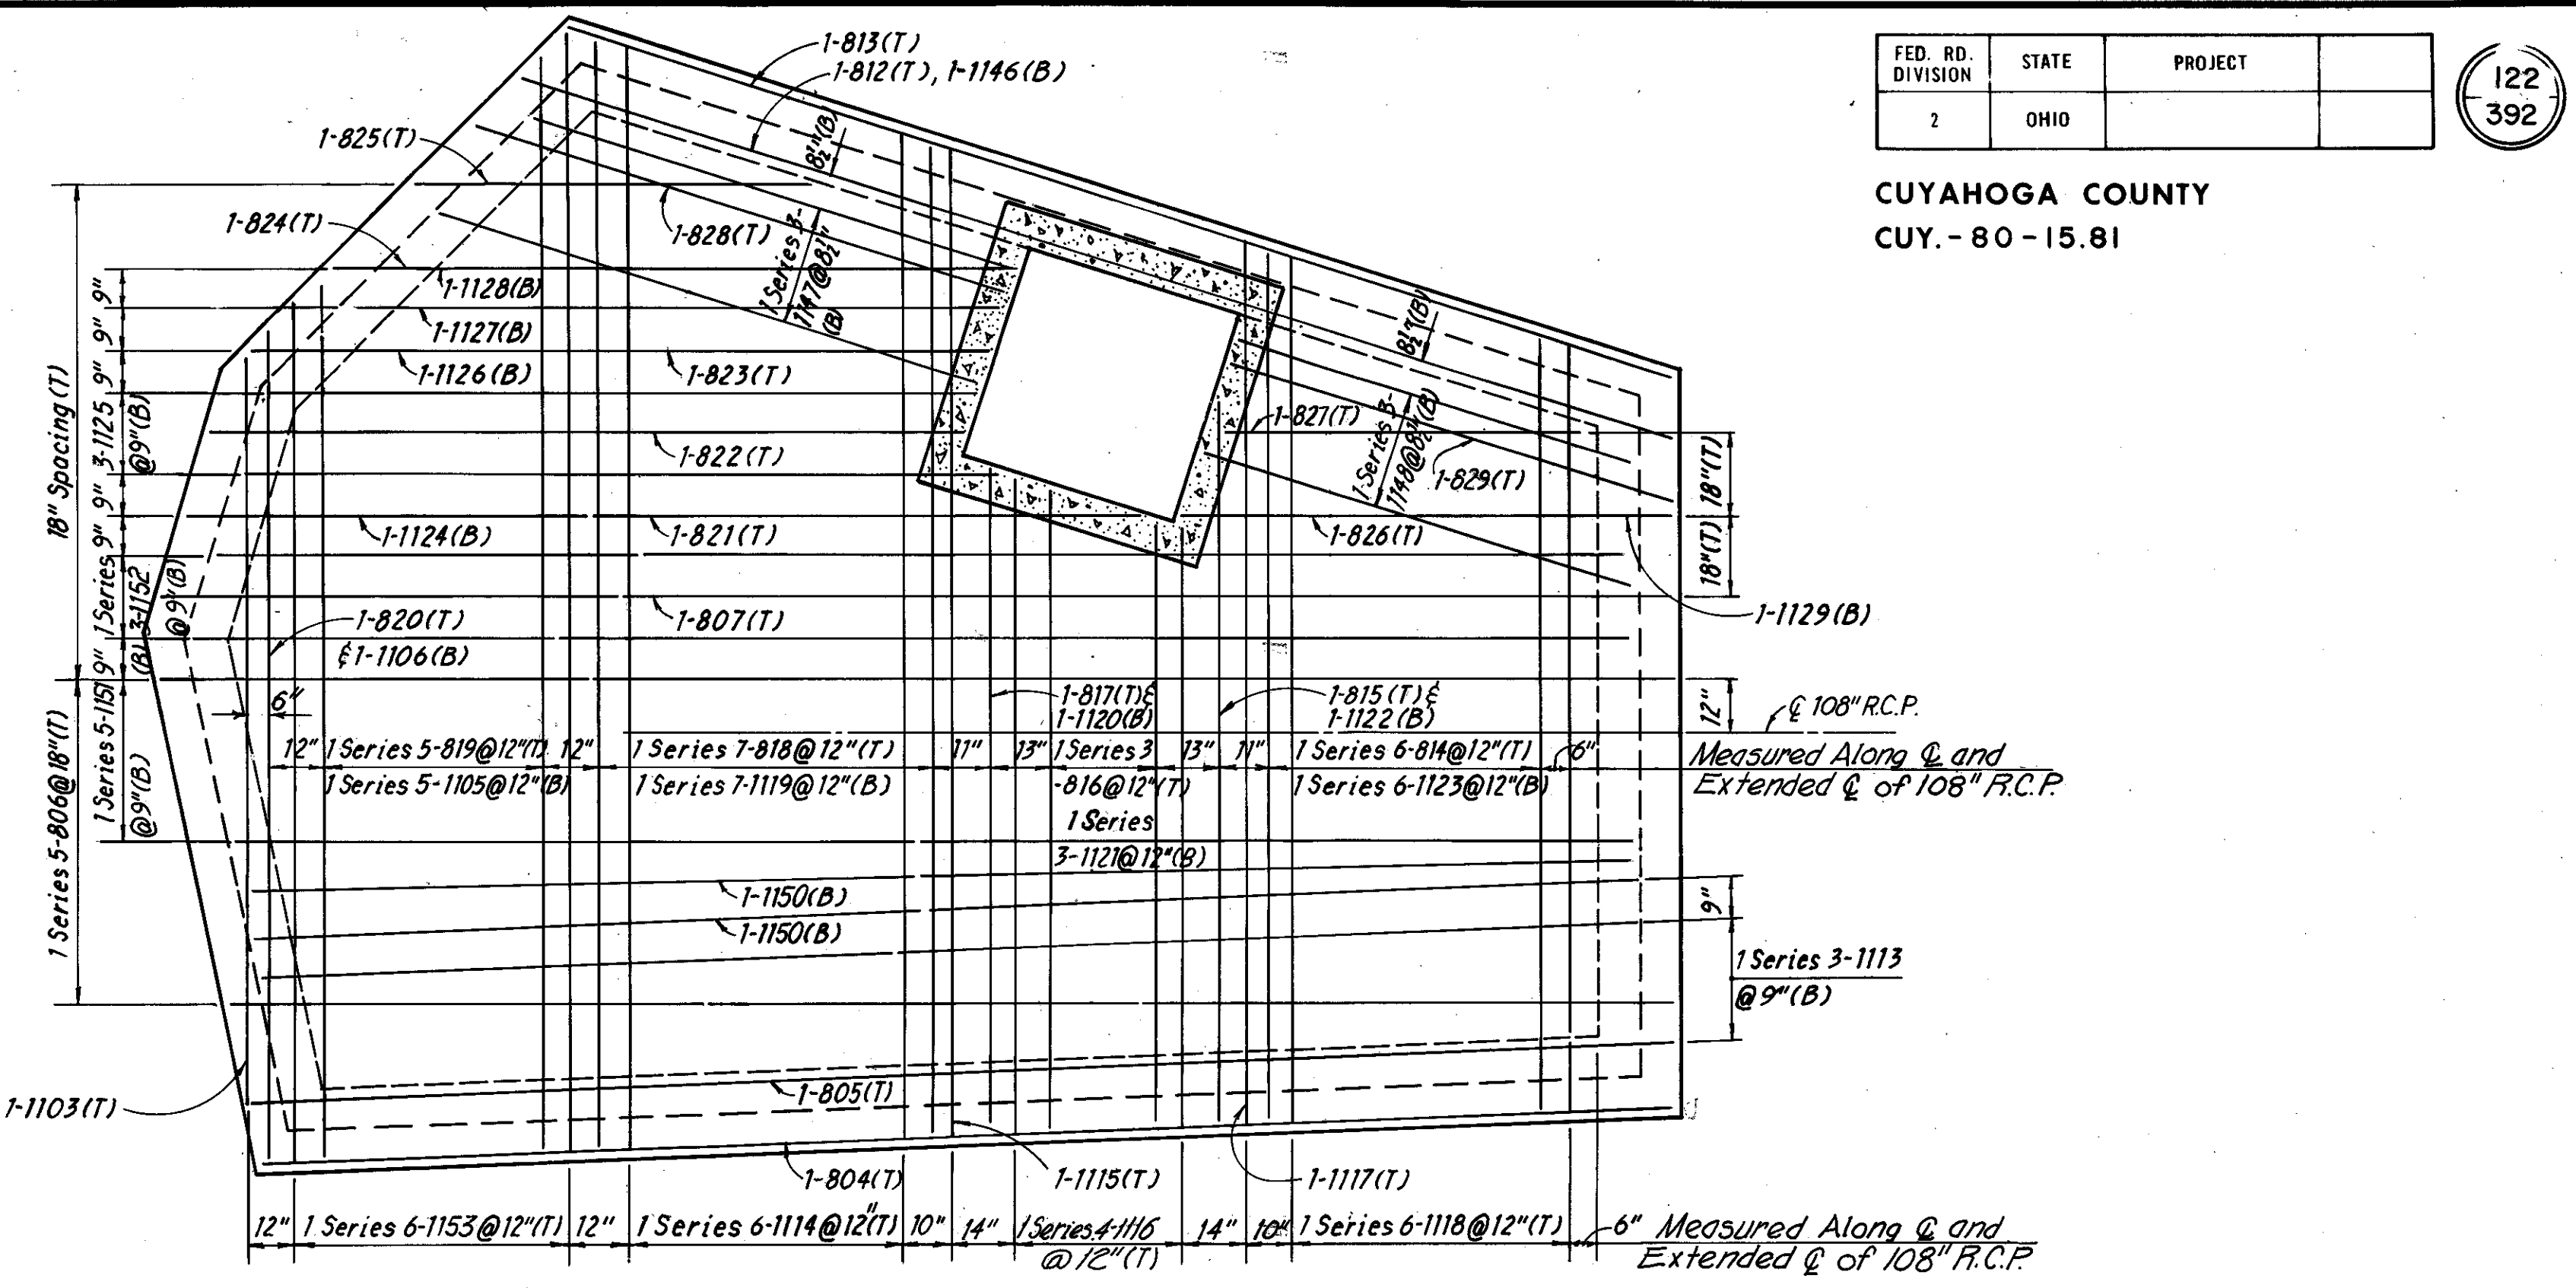 FED. RD. DIVISION
STATE
PROJECT
2
OHIO
122
392
CUYAHOGA COUNTY
CUY.-80-15.81
1-813(T)
1-812(T), 1-1146(B)
8½"(B)
1-825(T)
1-824(T)
1-828(T)
1 Series 3-
1147@8½"
(B)
1-1128(B)
1-1127(B)
1-1126(B)
1-823(T)
1-822(T)
1-1124(B)
1-821(T)
1-807(T)
1-820(T)
& 1-1106(B)
18" Spacing (T)
9"
9"
9"
3-1125
@9"(B)
9"
9"
1 Series
3-1152
@9"(B)
(B)
9"
1 Series 5-1151
@9"(B)
1 Series 5-806@18"(T)
8½"(B)
1-827(T)
1 Series 3-
1148@8½"(B)
1-829(T)
1-826(T)
18"(T)
18"(T)
1-1129(B)
12"
℄ 108" R.C.P.
6"
1-817(T)&
1-1120(B)
1-815(T)&
1-1122(B)
12"
1 Series 5-819@12"(T)
12"
1 Series 7-818@12"(T)
11"
13"
1 Series 3
-816@12"(T)
13"
11"
1 Series 6-814@12"(T)
6"
Measured Along ℄ and
Extended ℄ of 108" R.C.P.
1 Series 5-1105@12"(B)
1 Series 7-1119@12"(B)
1 Series
3-1121@12"(B)
1 Series 6-1123@12"(B)
1-1150(B)
1-1150(B)
9"
1 Series 3-1113
@9"(B)
1-805(T)
1-1103(T)
1-804(T)
1-1115(T)
1-1117(T)
12"
1 Series 6-1153@12"(T)
12"
1 Series 6-1114@12"(T)
10"
14"
1 Series 4-1116
@12"(T)
14"
10"
1 Series 6-1118@12"(T)
6"
Measured Along ℄ and
Extended ℄ of 108" R.C.P.